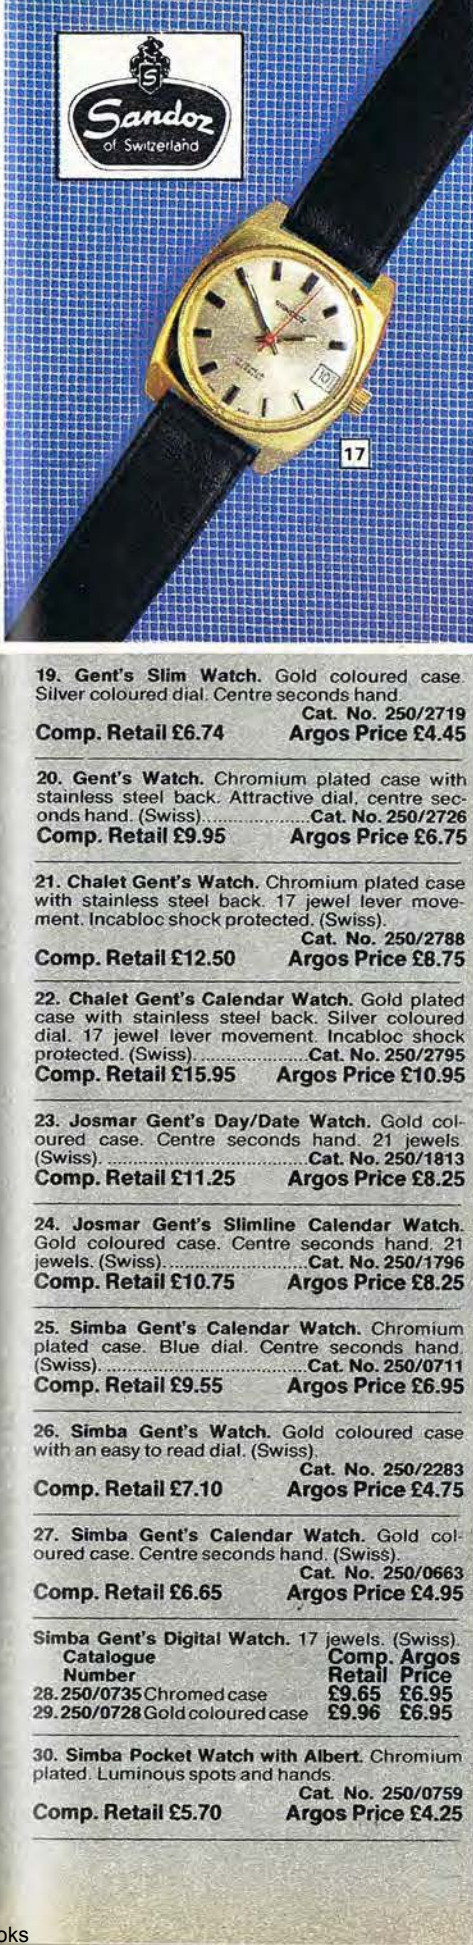 S
Sandoz
of Switzerland
SANDOZ
10
17
19. Gent's Slim Watch. Gold coloured case.
Silver coloured dial. Centre seconds hand.
Cat. No. 250/2719
Comp. Retail £6.74 Argos Price £4.45
20. Gent's Watch. Chromium plated case with
stainless steel back. Attractive dial, centre sec-
onds hand. (Swiss).....................Cat. No. 250/2726
Comp. Retail £9.95 Argos Price £6.75
21. Chalet Gent's Watch. Chromium plated case
with stainless steel back. 17 jewel lever move-
ment. Incabloc shock protected. (Swiss).
Cat. No. 250/2788
Comp. Retail £12.50 Argos Price £8.75
22. Chalet Gent's Calendar Watch. Gold plated
case with stainless steel back. Silver coloured
dial. 17 jewel lever movement. Incabloc shock
protected. (Swiss).....................Cat. No. 250/2795
Comp. Retail £15.95 Argos Price £10.95
23. Josmar Gent's Day/Date Watch. Gold col-
oured case. Centre seconds hand. 21 jewels.
(Swiss). .....................................Cat. No. 250/1813
Comp. Retail £11.25 Argos Price £8.25
24. Josmar Gent's Slimline Calendar Watch.
Gold coloured case. Centre seconds hand. 21
jewels. (Swiss)...........................Cat. No. 250/1796
Comp. Retail £10.75 Argos Price £8.25
25. Simba Gent's Calendar Watch. Chromium
plated case. Blue dial. Centre seconds hand.
(Swiss). .....................................Cat. No. 250/0711
Comp. Retail £9.55 Argos Price £6.95
26. Simba Gent's Watch. Gold coloured case
with an easy to read dial. (Swiss).
Cat. No. 250/2283
Comp. Retail £7.10 Argos Price £4.75
27. Simba Gent's Calendar Watch. Gold col-
oured case. Centre seconds hand. (Swiss).
Cat. No. 250/0663
Comp. Retail £6.65 Argos Price £4.95
Simba Gent's Digital Watch. 17 jewels. (Swiss).
Catalogue Comp. Argos
Number Retail Price
28. 250/0735 Chromed case £9.65 £6.95
29. 250/0728 Gold coloured case £9.96 £6.95
30. Simba Pocket Watch with Albert. Chromium
plated. Luminous spots and hands.
Cat. No. 250/0759
Comp. Retail £5.70 Argos Price £4.25
oks